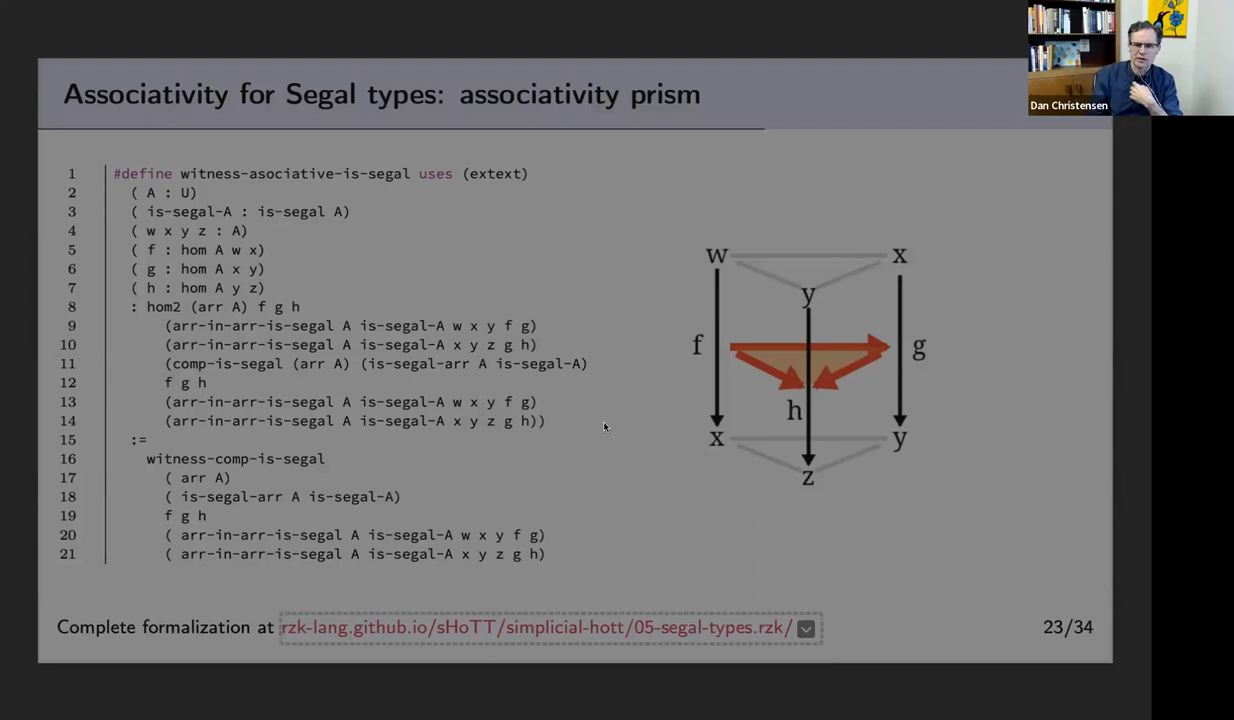 Dan Christensen
Associativity for Segal types: associativity prism
1 #define witness-asociative-is-segal uses (extext)
2 ( A : U)
3 ( is-segal-A : is-segal A)
4 ( w x y z : A)
5 ( f : hom A w x)
6 ( g : hom A x y)
7 ( h : hom A y z)
8 : hom2 (arr A) f g h
9 (arr-in-arr-is-segal A is-segal-A w x y f g)
10 (arr-in-arr-is-segal A is-segal-A x y z g h)
11 (comp-is-segal (arr A) (is-segal-arr A is-segal-A)
12 f g h
13 (arr-in-arr-is-segal A is-segal-A w x y f g)
14 (arr-in-arr-is-segal A is-segal-A x y z g h))
15 :=
16 witness-comp-is-segal
17 ( arr A)
18 ( is-segal-arr A is-segal-A)
19 f g h
20 ( arr-in-arr-is-segal A is-segal-A w x y f g)
21 ( arr-in-arr-is-segal A is-segal-A x y z g h)
w x
y
f g
h
x y
z
Complete formalization at rzk-lang.github.io/sHoTT/simplicial-hott/05-segal-types.rzk/
23/34